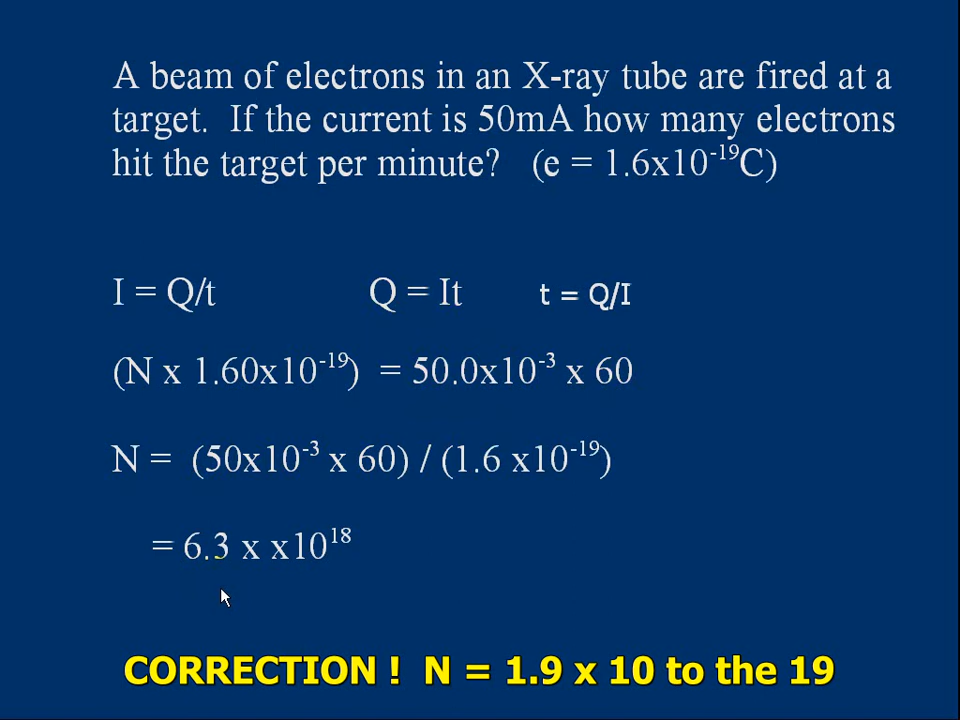 A beam of electrons in an X-ray tube are fired at a
target. If the current is 50mA how many electrons
hit the target per minute? (e = 1.6x10⁻¹⁹C)
I = Q/t Q = It t = Q/I
(N x 1.60x10⁻¹⁹) = 50.0x10⁻³ x 60
N = (50x10⁻³ x 60) / (1.6 x10⁻¹⁹)
= 6.3 x x10¹⁸
CORRECTION ! N = 1.9 x 10 to the 19